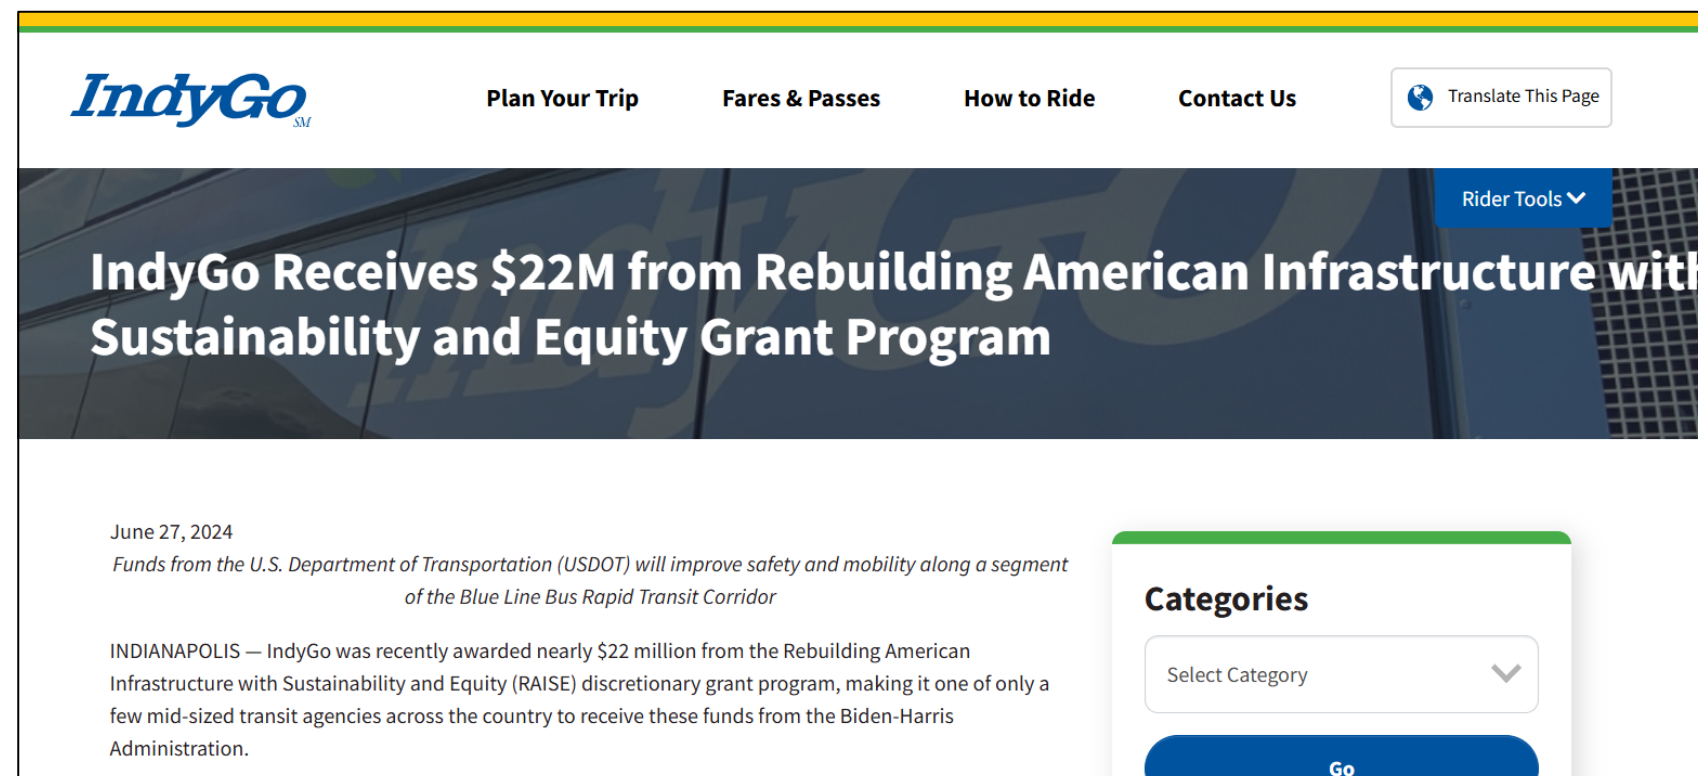 IndyGo SM
Plan Your Trip
Fares & Passes
How to Ride
Contact Us
Translate This Page
Rider Tools
IndyGo Receives $22M from Rebuilding American Infrastructure with
Sustainability and Equity Grant Program
June 27, 2024
Funds from the U.S. Department of Transportation (USDOT) will improve safety and mobility along a segment
of the Blue Line Bus Rapid Transit Corridor
INDIANAPOLIS — IndyGo was recently awarded nearly $22 million from the Rebuilding American
Infrastructure with Sustainability and Equity (RAISE) discretionary grant program, making it one of only a
few mid-sized transit agencies across the country to receive these funds from the Biden-Harris
Administration.
Categories
Select Category
Go